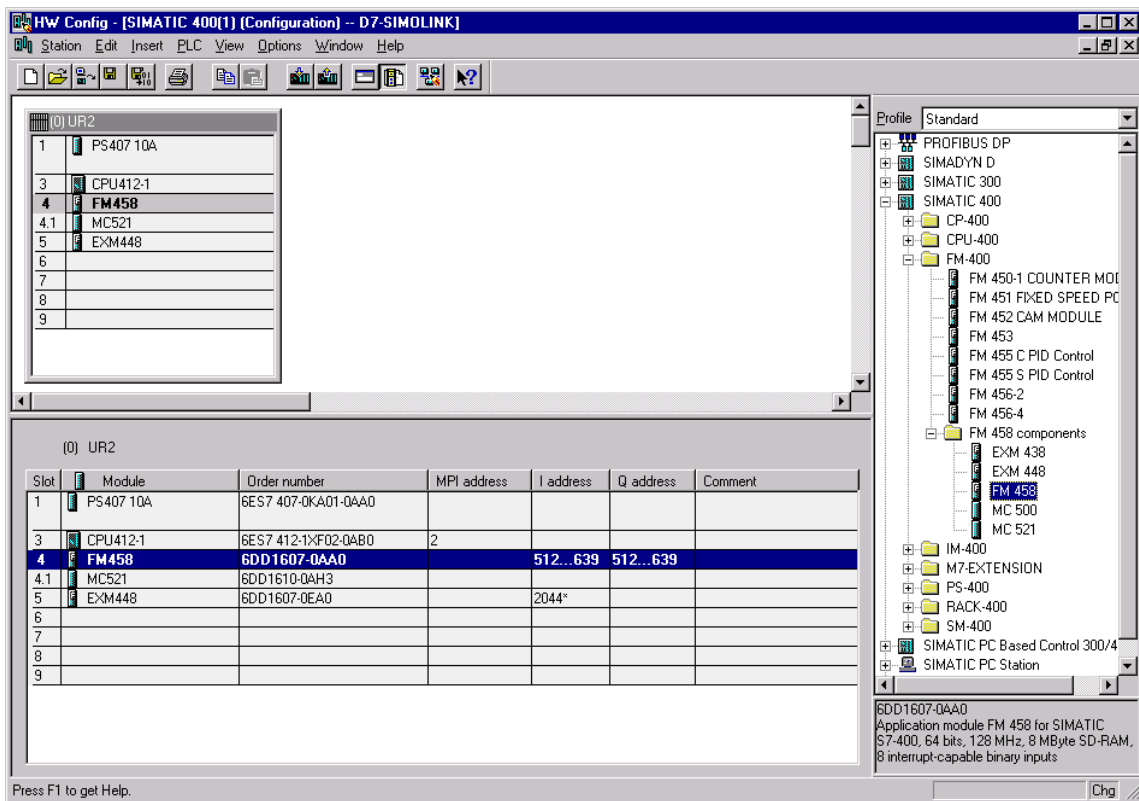 HW Config - [SIMATIC 400(1) (Configuration) -- D7-SIMOLINK]
Station Edit Insert PLC View Options Window Help
(0) UR2
1 PS407 10A
3 CPU412-1
4 FM458
4.1 MC521
5 EXM448
6
7
8
9
(0) UR2
Slot Module Order number MPI address I address Q address Comment
1 PS407 10A 6ES7 407-0KA01-0AA0
3 CPU412-1 6ES7 412-1XF02-0AB0 2
4 FM458 6DD1607-0AA0 512...639 512...639
4.1 MC521 6DD1610-0AH3
5 EXM448 6DD1607-0EA0 2044*
6
7
8
9
Profile Standard
PROFIBUS DP
SIMADYN D
SIMATIC 300
SIMATIC 400
CP-400
CPU-400
FM-400
FM 450-1 COUNTER MOD
FM 451 FIXED SPEED PO
FM 452 CAM MODULE
FM 453
FM 455 C PID Control
FM 455 S PID Control
FM 456-2
FM 456-4
FM 458 components
EXM 438
EXM 448
FM 458
MC 500
MC 521
IM-400
M7-EXTENSION
PS-400
RACK-400
SM-400
SIMATIC PC Based Control 300/4
SIMATIC PC Station
6DD1607-0AA0
Application module FM 458 for SIMATIC
S7-400, 64 bits, 128 MHz, 8 MByte SD-RAM,
8 interrupt-capable binary inputs
Press F1 to get Help.
Chg